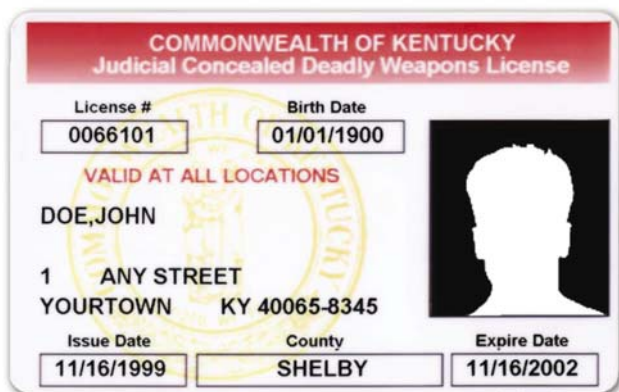 COMMONWEALTH OF KENTUCKY
Judicial Concealed Deadly Weapons License
License # Birth Date
0066101 01/01/1900
VALID AT ALL LOCATIONS
DOE,JOHN
1 ANY STREET
YOURTOWN KY 40065-8345
Issue Date County Expire Date
11/16/1999 SHELBY 11/16/2002